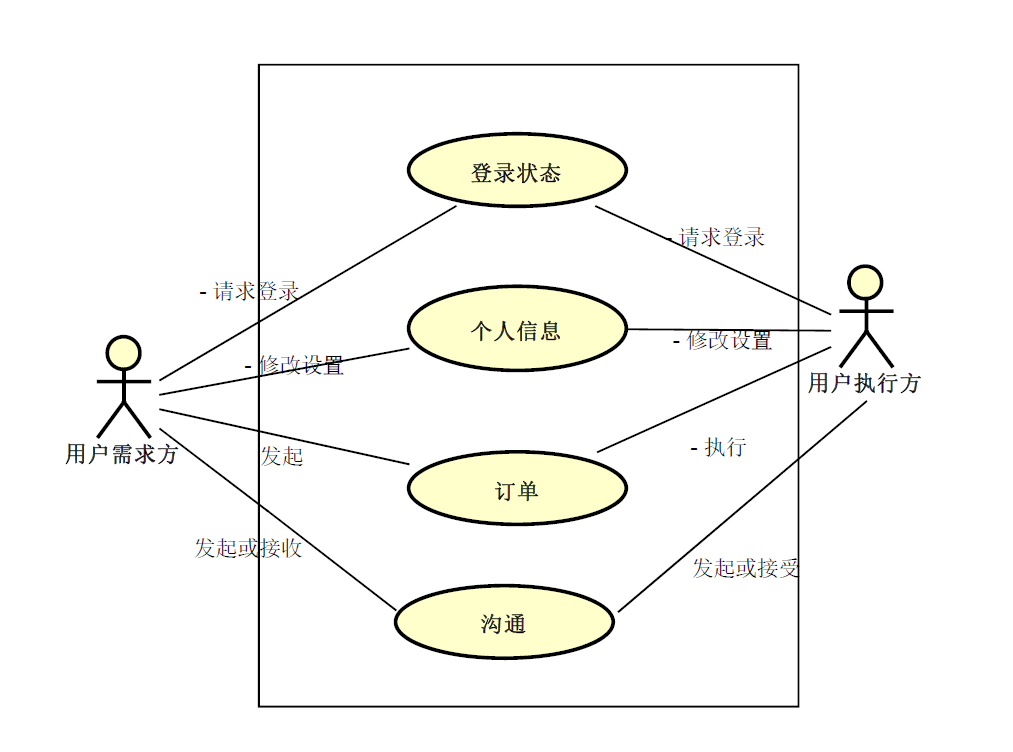 登录状态
- 请求登录
- 请求登录
个人信息
- 修改设置
- 修改设置
用户执行方
用户需求方
- 执行
发起
订单
发起或接收
发起或接受
沟通